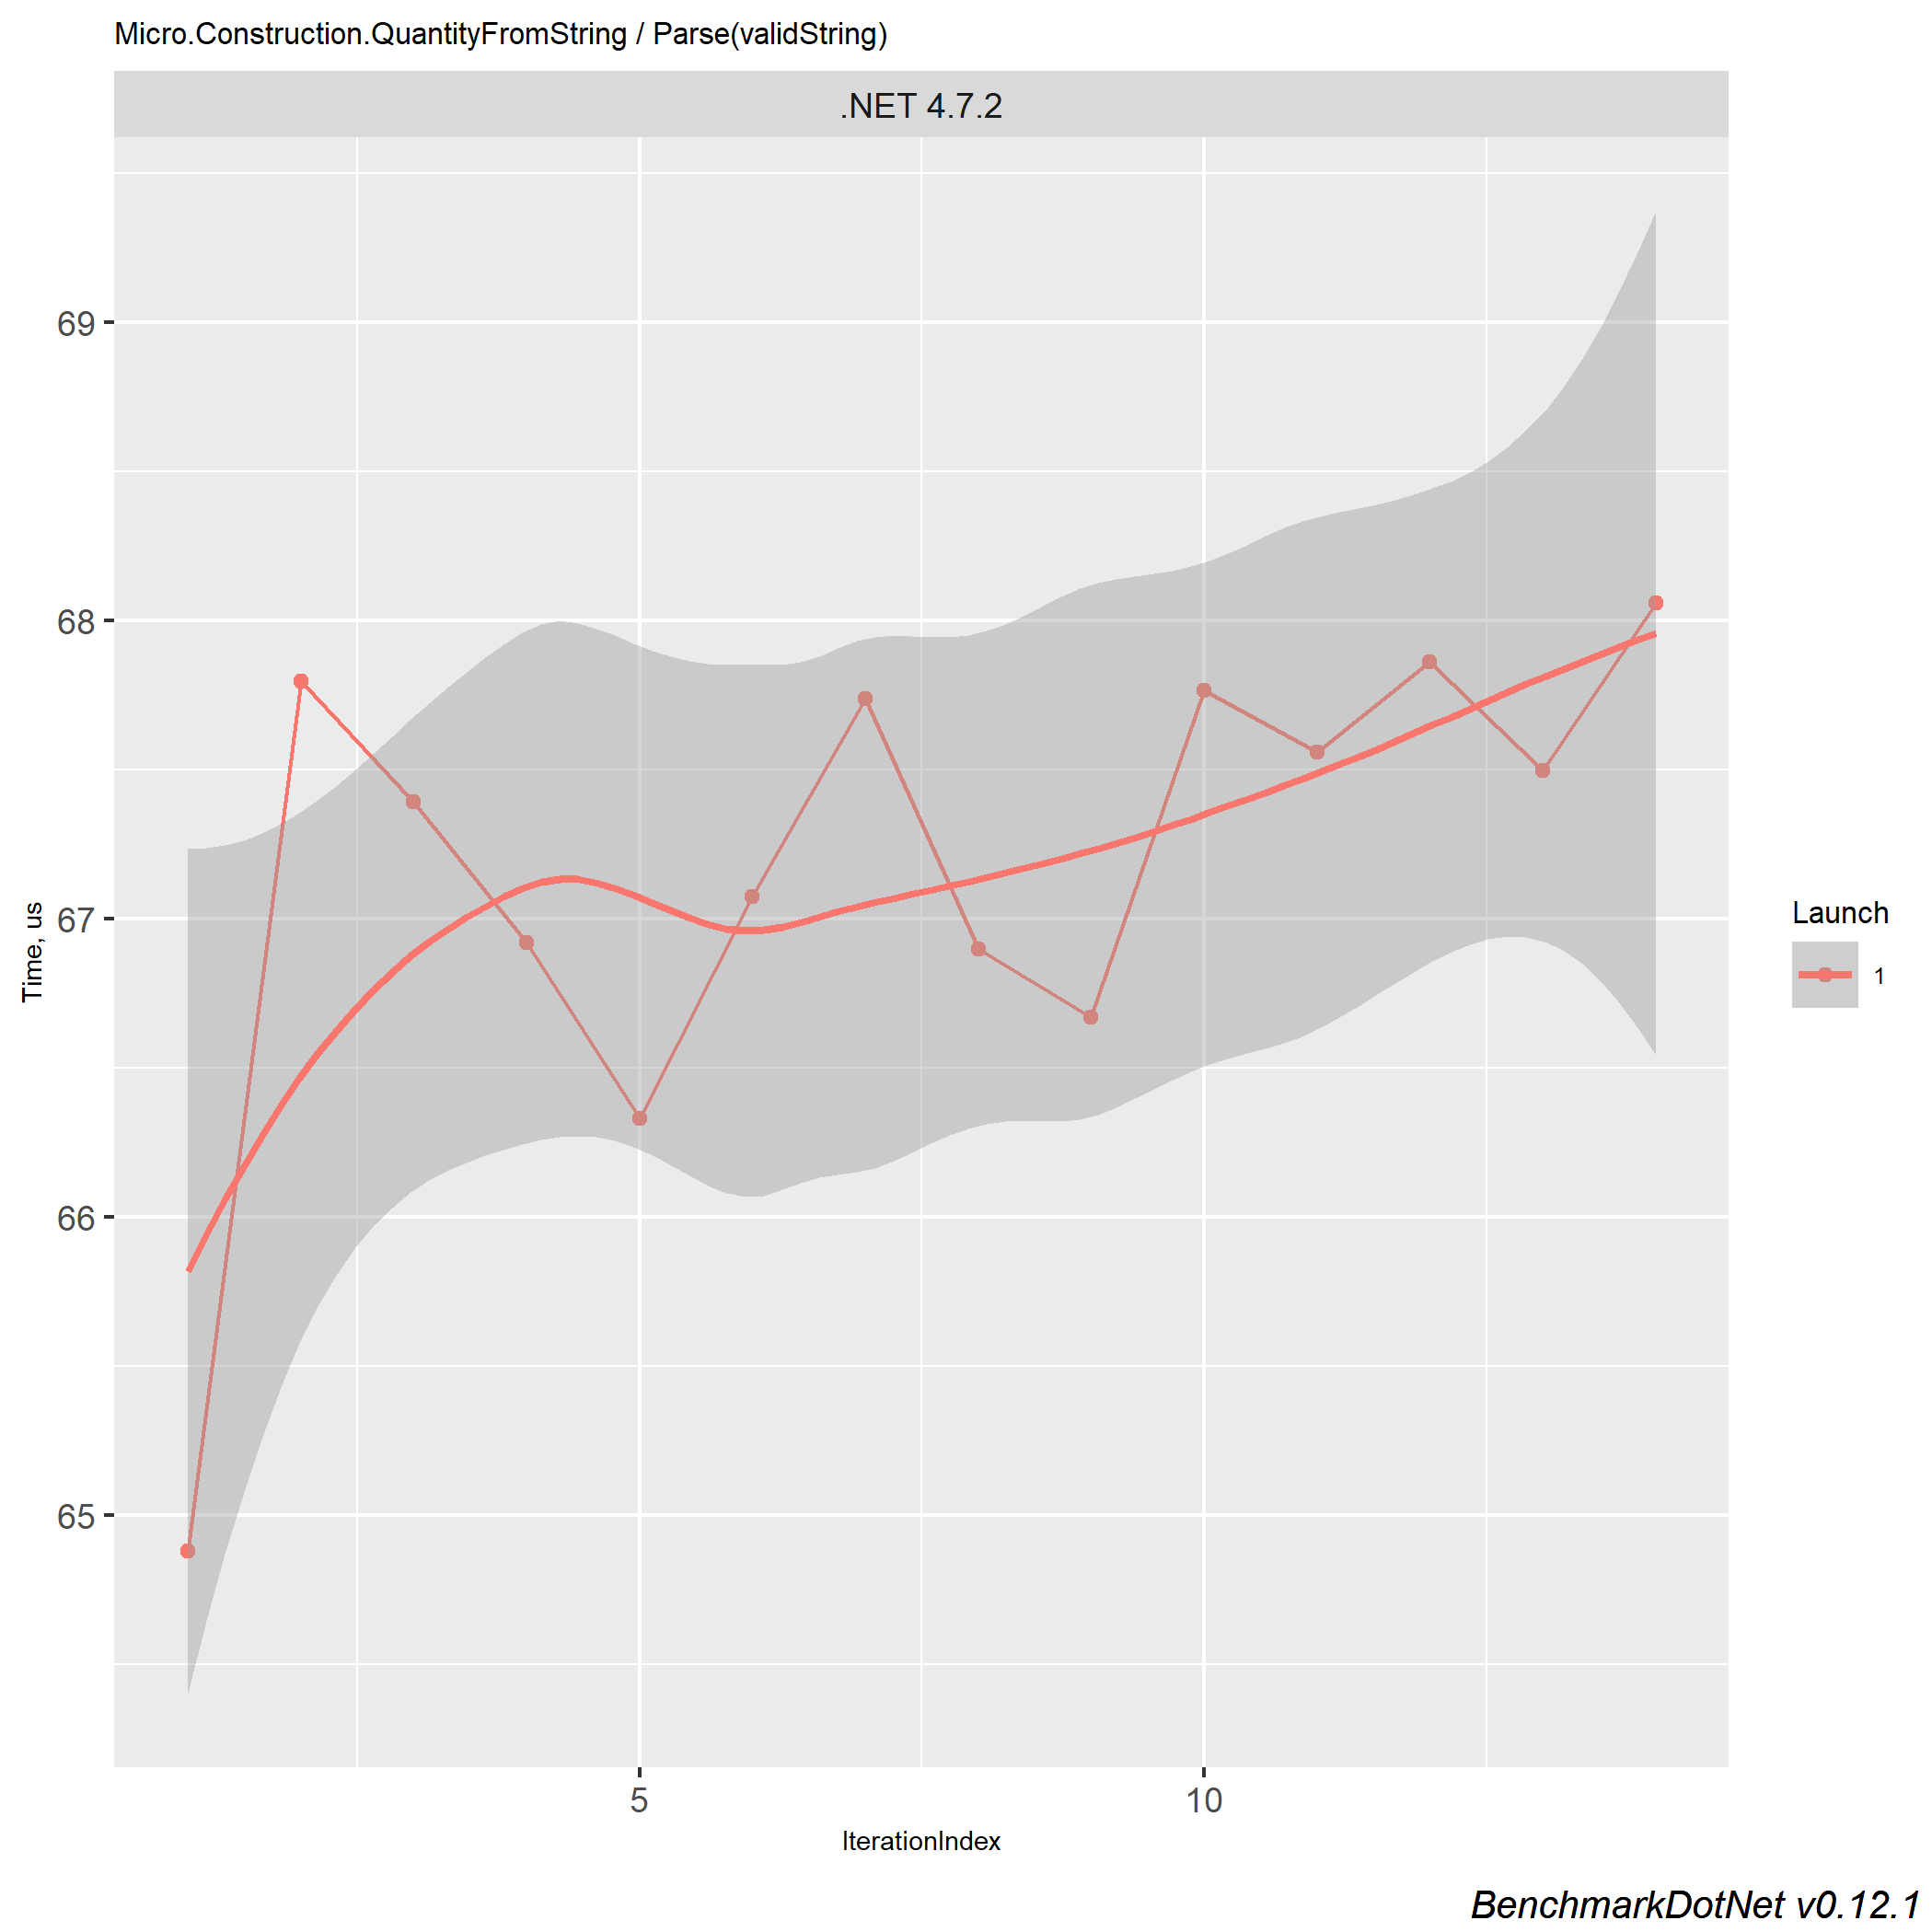 Micro.Construction.QuantityFromString / Parse(validString)
.NET 4.7.2
69
68
67
66
65
Time, us
5
10
IterationIndex
Launch
1
BenchmarkDotNet v0.12.1